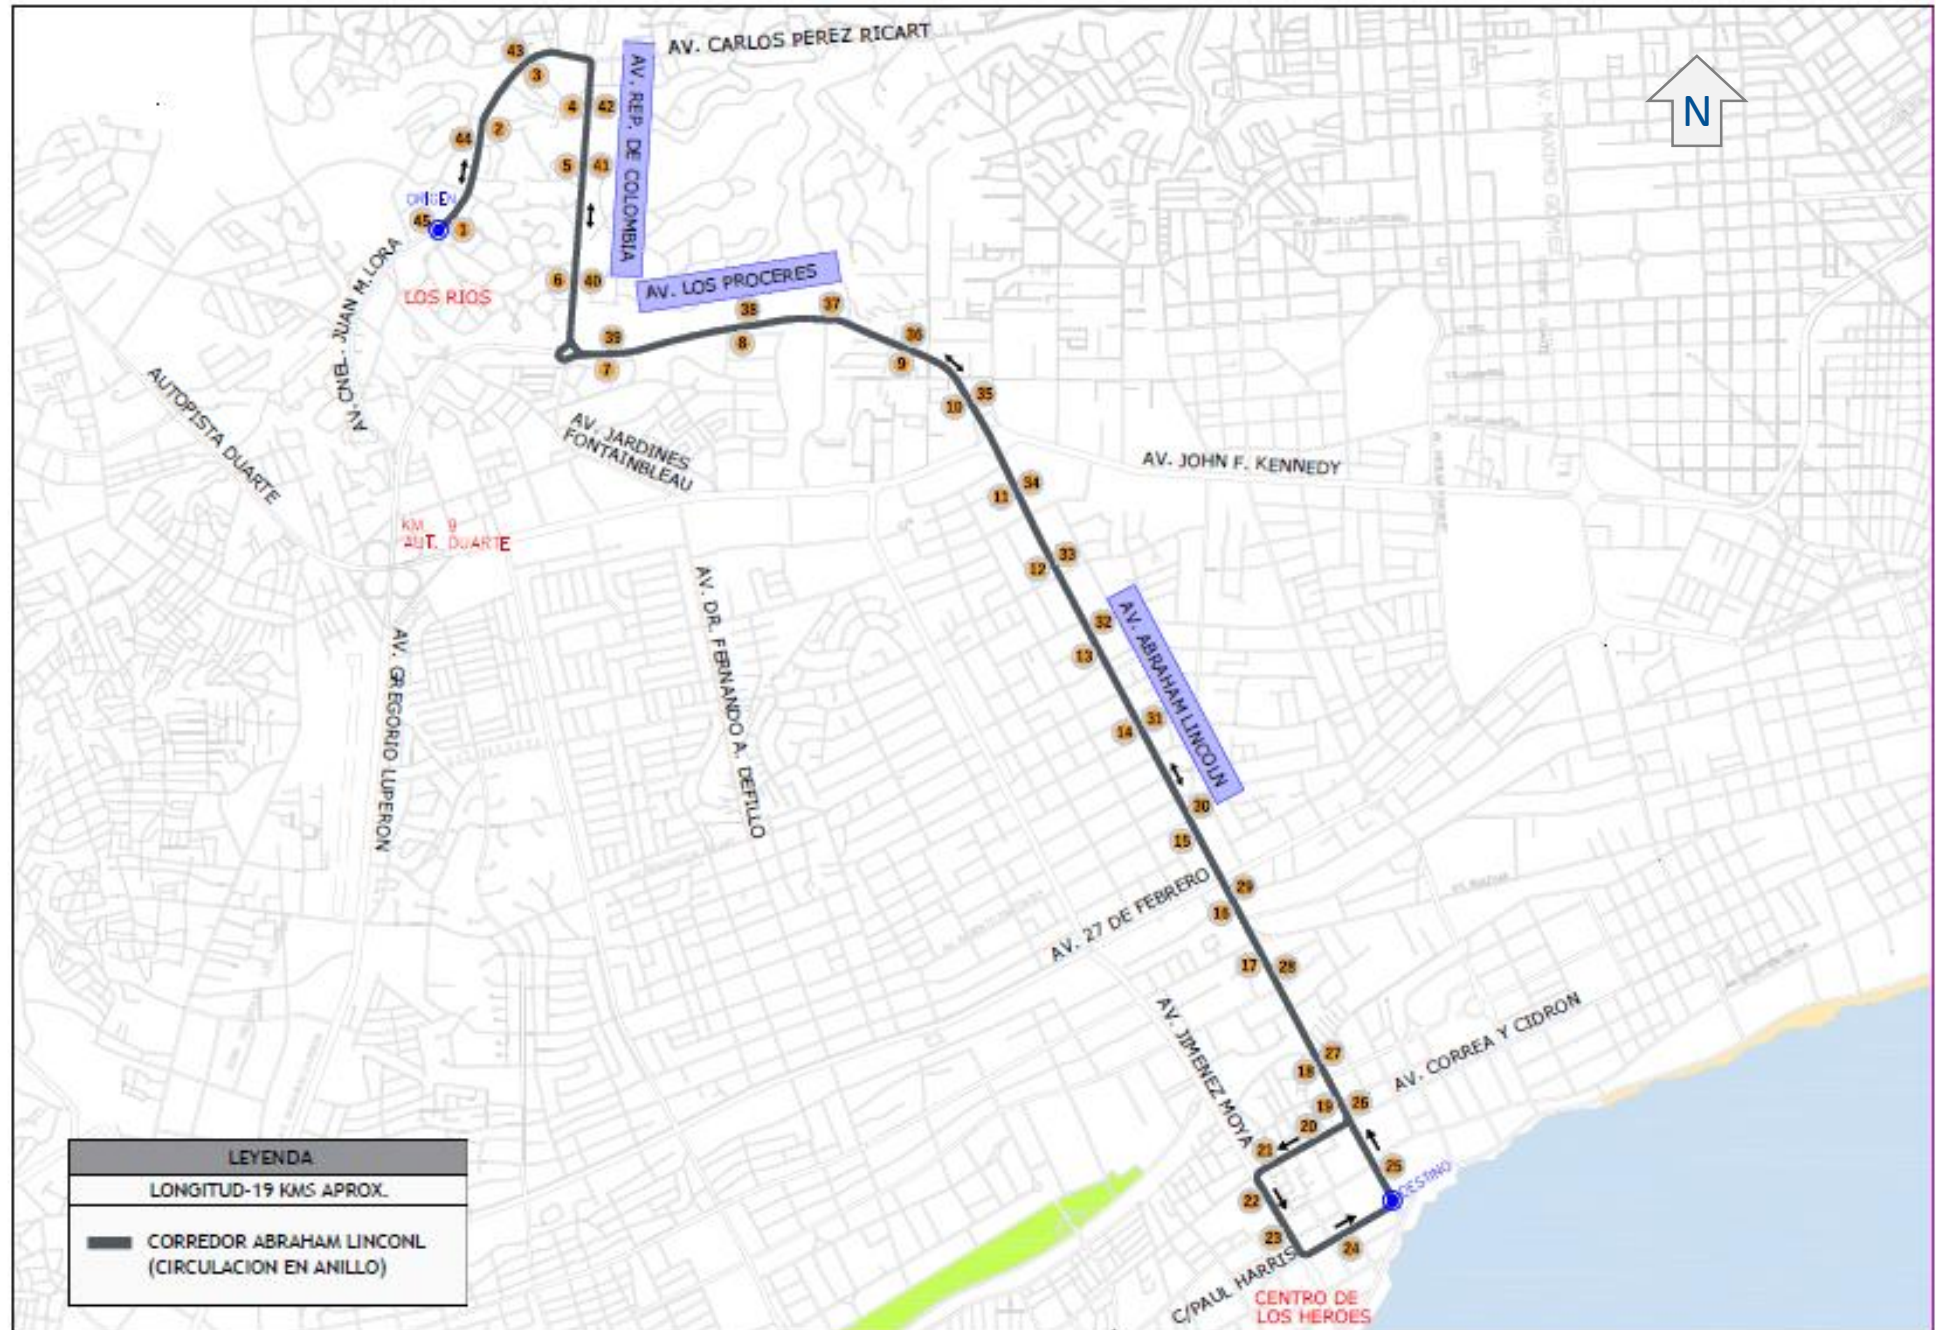 AV. CARLOS PEREZ RICART
N
43
3
AV. REP. DE COLOMBIA
4
42
44
2
5
41
ORIGEN
45
1
6
40
AV. LOS PROCERES
LOS RIOS
AV. CNEL. JUAN M.LORA
38
37
39
8
36
7
9
35
10
AUTOPISTA DUARTE
AV. JARDINES
FONTAINBLEAU
AV. JOHN F. KENNEDY
34
11
KM 9
AUT. DUARTE
33
12
AV. DR. FERNANDO A. DEFILLO
AV. ABRAHAM LINCOLN
32
13
AV. GREGORIO LUPERON
31
14
30
15
AV. 27 DE FEBRERO
29
16
17
28
AV. JIMENEZ MOYA
AV. CORREA Y CIDRON
27
18
19
26
20
21
25
DESTINO
22
23
24
C/PAUL HARRIS
CENTRO DE
LOS HEROES
LEYENDA
LONGITUD-19 KMS APROX.
CORREDOR ABRAHAM LINCONL
(CIRCULACION EN ANILLO)